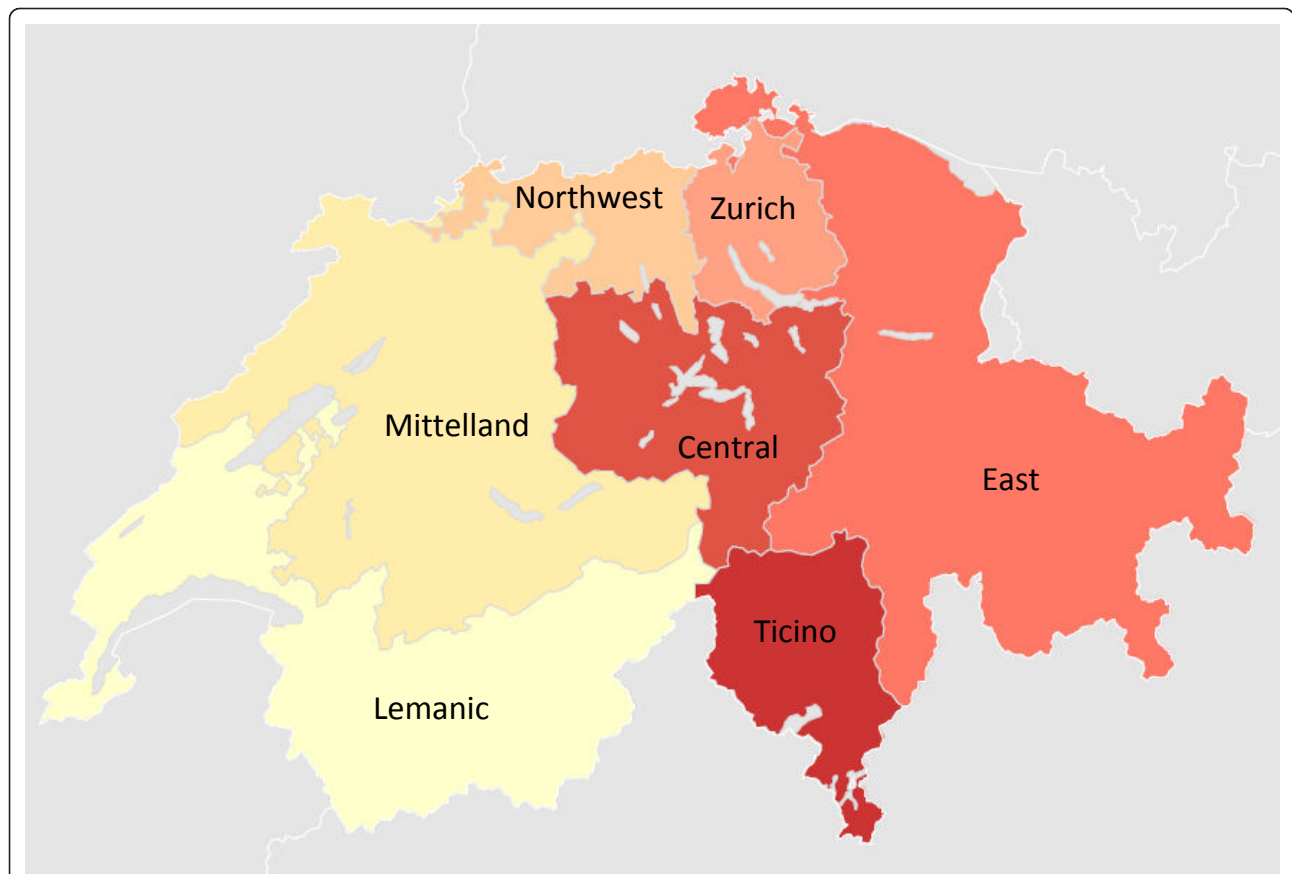 Northwest
Zurich
Mittelland
Central
East
Ticino
Lemanic